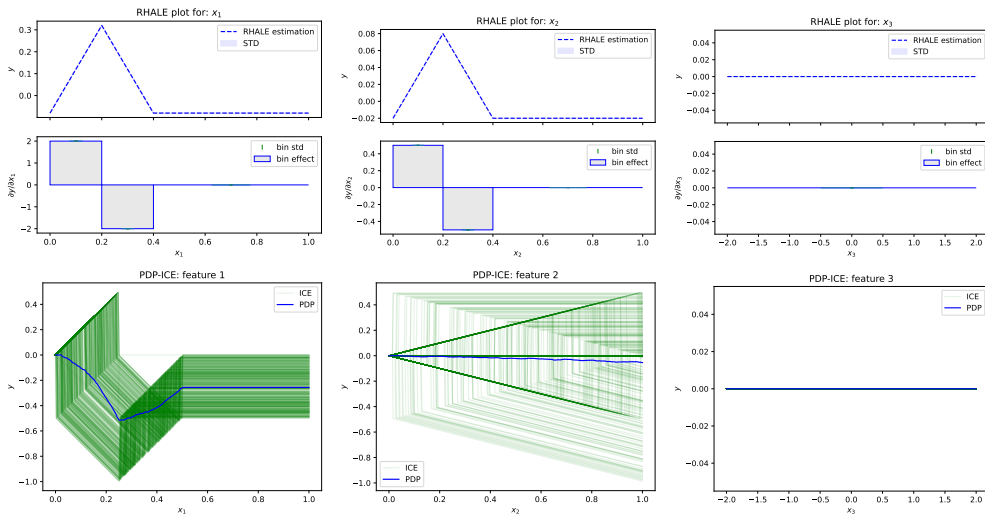 RHALE plot for: x₁
0.3
0.2
0.1
0.0
y
RHALE estimation
STD
2
1
0
−1
−2
∂y/∂x₁
bin std
bin effect
0.0 0.2 0.4 0.6 0.8 1.0
x₁
RHALE plot for: x₂
0.08
0.06
0.04
0.02
0.00
−0.02
y
RHALE estimation
STD
0.4
0.2
0.0
−0.2
−0.4
∂y/∂x₂
bin std
bin effect
0.0 0.2 0.4 0.6 0.8 1.0
x₂
RHALE plot for: x₃
0.04
0.02
0.00
−0.02
−0.04
y
RHALE estimation
STD
0.04
0.02
0.00
−0.02
−0.04
∂y/∂x₃
bin std
bin effect
−2.0 −1.5 −1.0 −0.5 0.0 0.5 1.0 1.5 2.0
x₃
PDP-ICE: feature 1
0.4
0.2
0.0
−0.2
−0.4
−0.6
−0.8
−1.0
y
ICE
PDP
0.0 0.2 0.4 0.6 0.8 1.0
x₁
PDP-ICE: feature 2
0.4
0.2
0.0
−0.2
−0.4
−0.6
−0.8
−1.0
y
ICE
PDP
0.0 0.2 0.4 0.6 0.8 1.0
x₂
PDP-ICE: feature 3
0.04
0.02
0.00
−0.02
−0.04
y
ICE
PDP
−2.0 −1.5 −1.0 −0.5 0.0 0.5 1.0 1.5 2.0
x₃